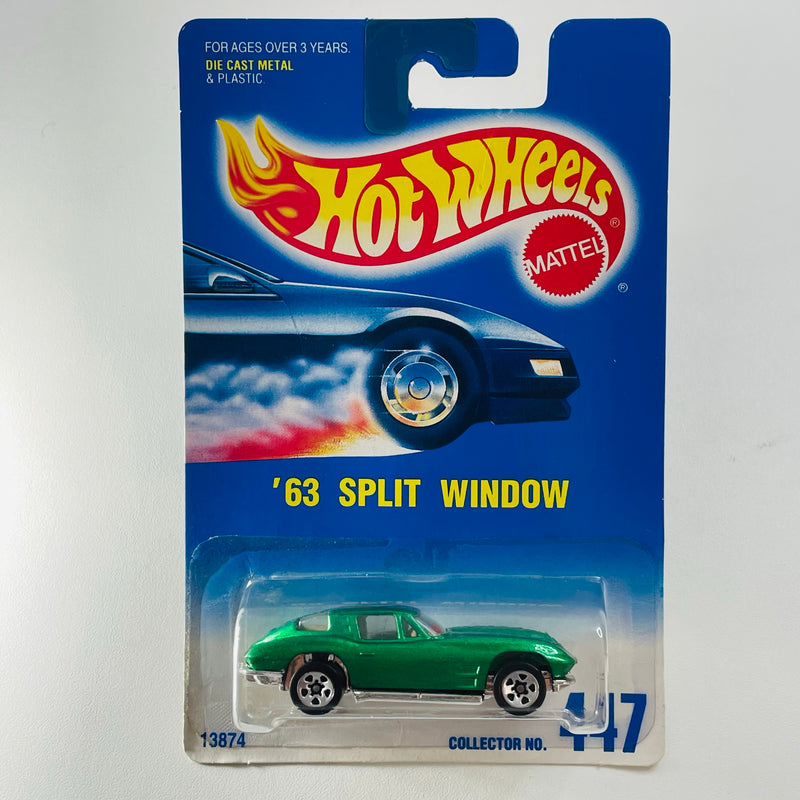 FOR AGES OVER 3 YEARS.
DIE CAST METAL
& PLASTIC.
HOT WHEELS ®
MATTEL ®
'63 SPLIT WINDOW
13874
COLLECTOR NO. 447